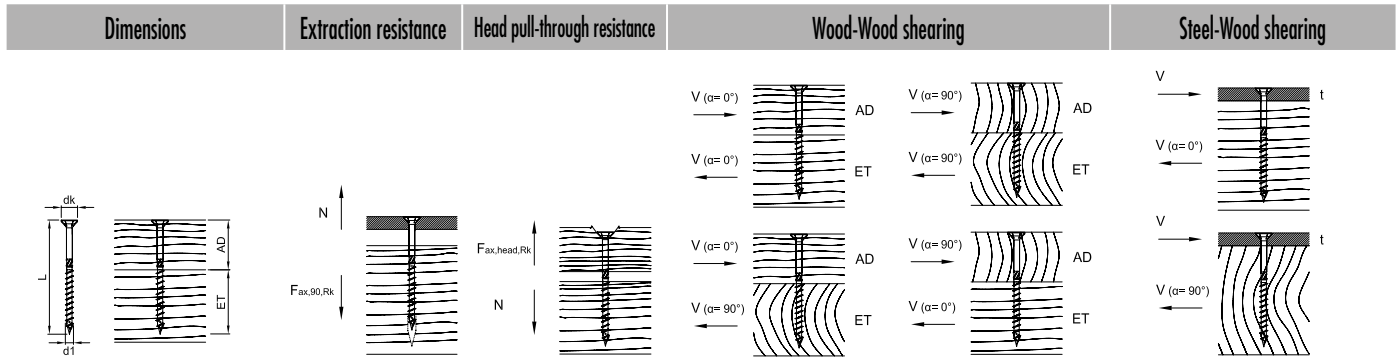 Dimensions
Extraction resistance
Head pull-through resistance
Wood-Wood shearing
Steel-Wood shearing
dk
L
d1
AD
ET
N
Fax,90,Rk
Fax,head,Rk
N
V (α= 0°)
AD
V (α= 0°)
ET
V (α= 90°)
AD
V (α= 90°)
ET
V (α= 0°)
AD
V (α= 90°)
ET
V (α= 90°)
AD
V (α= 0°)
ET
V
t
V (α= 0°)
V
t
V (α= 90°)